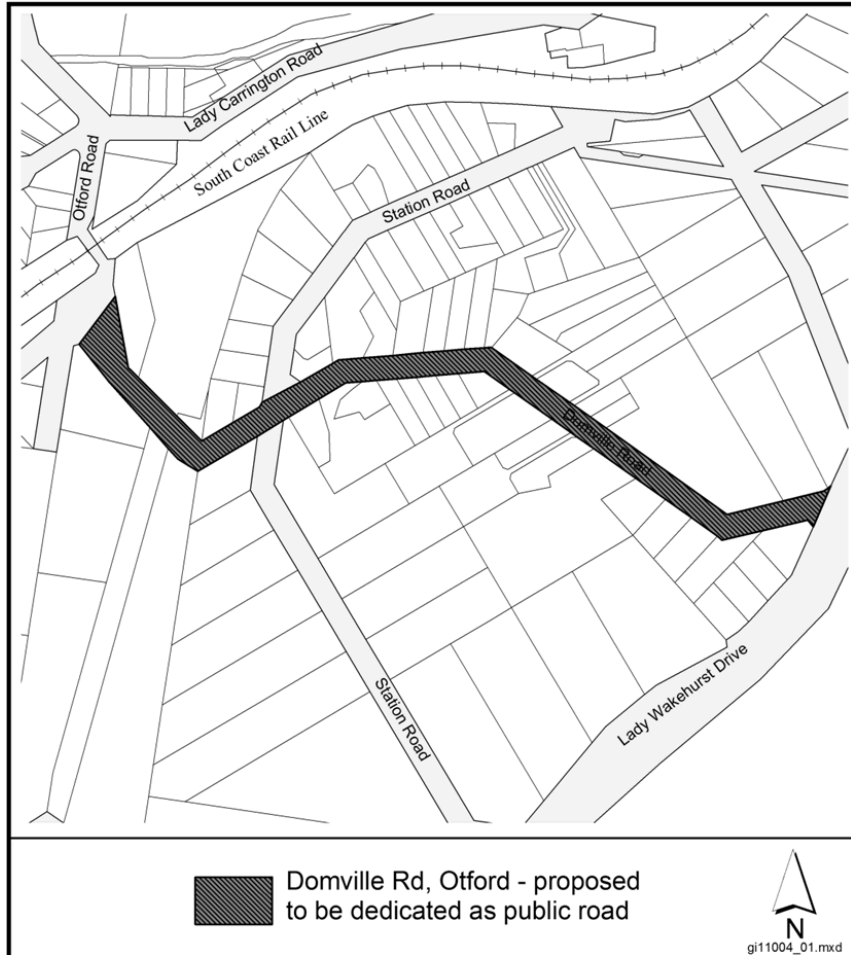 Lady Carrington Road
Otford Road
South Coast Rail Line
Station Road
Domville Road
Station Road
Lady Wakehurst Drive
Domville Rd, Otford - proposed
to be dedicated as public road
N
gi11004_01.mxd